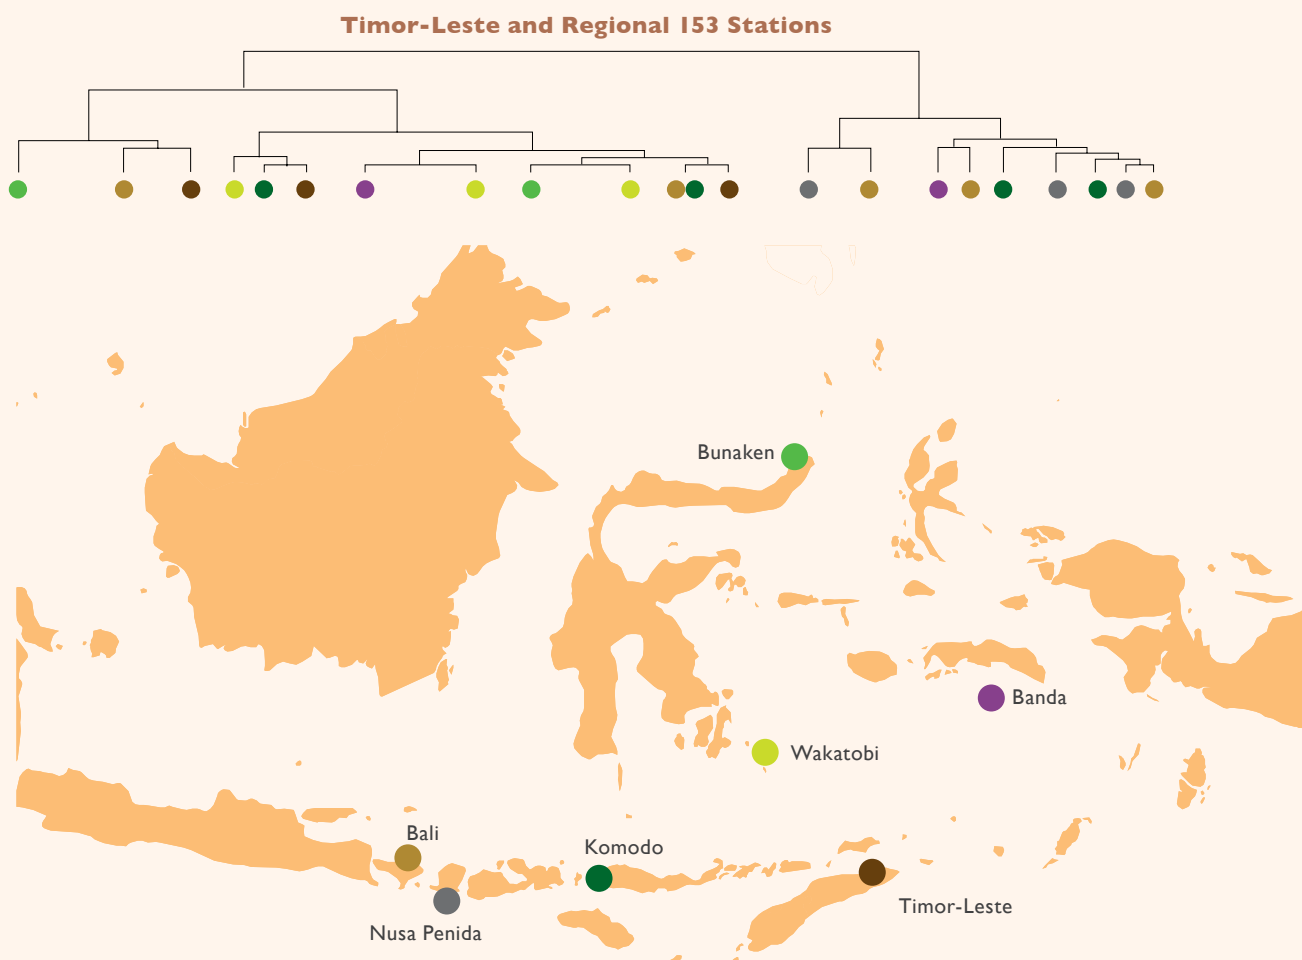 Timor-Leste and Regional 153 Stations
Bunaken
Banda
Wakatobi
Bali
Komodo
Timor-Leste
Nusa Penida